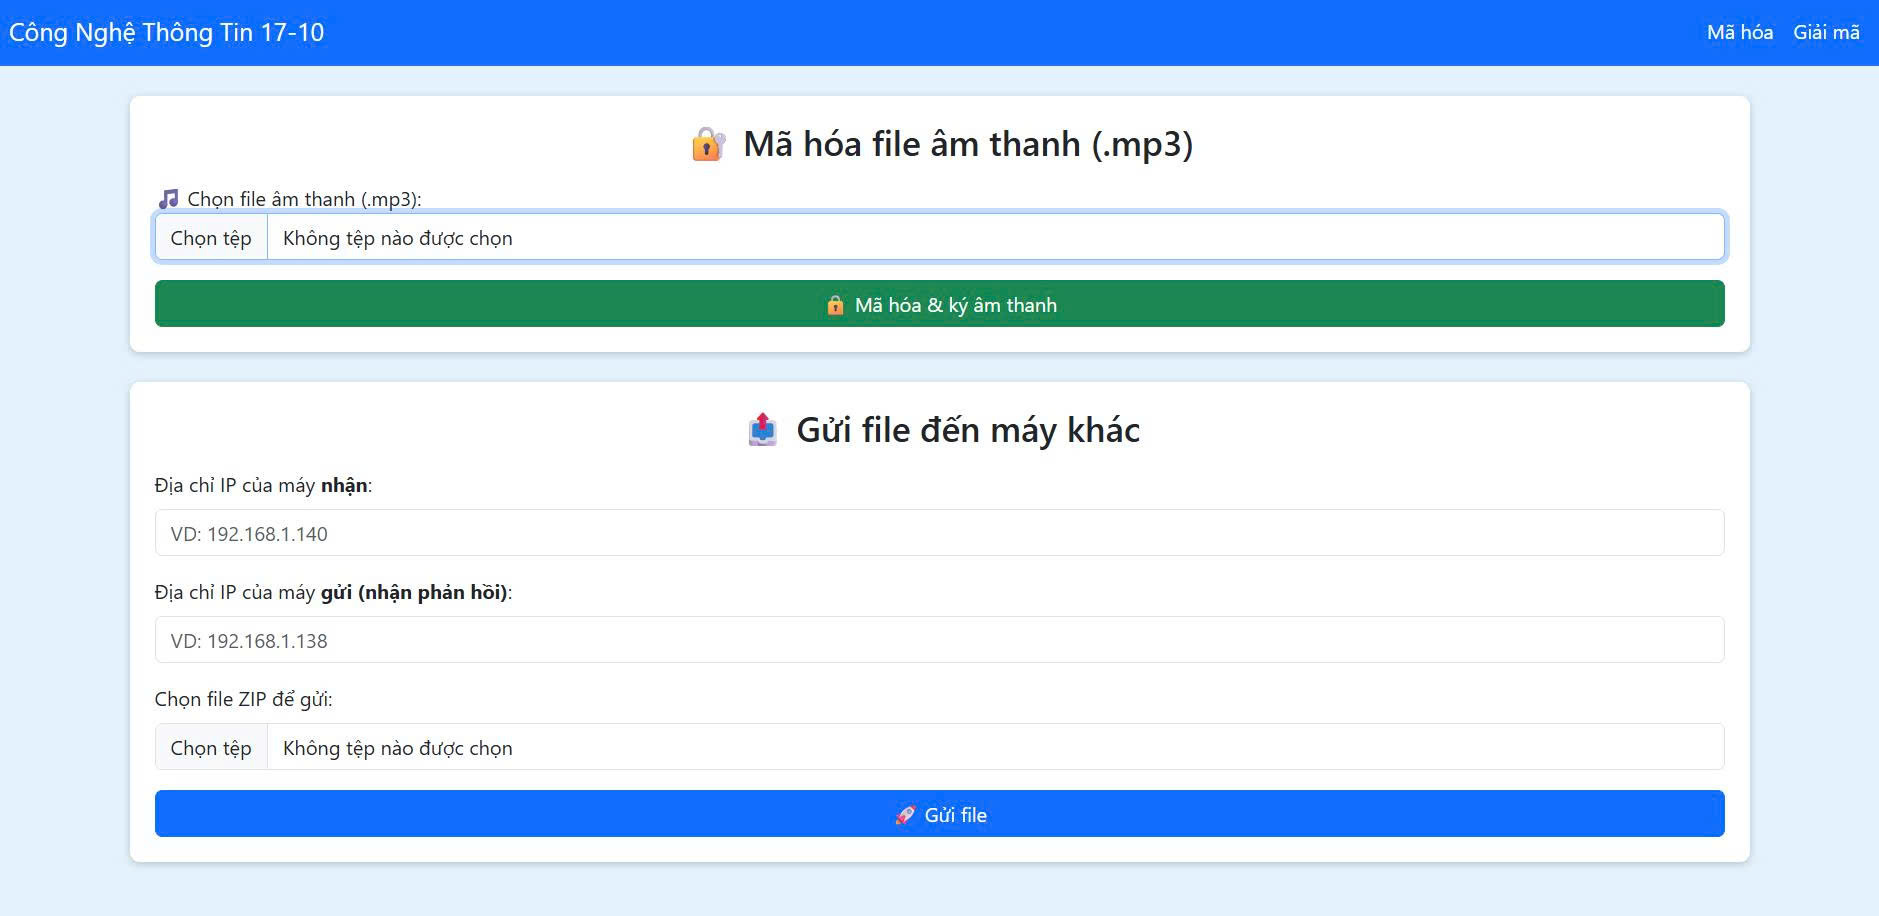 Công Nghệ Thông Tin 17-10
Mã hóa Giải mã
Mã hóa file âm thanh (.mp3)
Chọn file âm thanh (.mp3):
Chọn tệp Không tệp nào được chọn
Mã hóa & ký âm thanh
Gửi file đến máy khác
Địa chỉ IP của máy nhận:
VD: 192.168.1.140
Địa chỉ IP của máy gửi (nhận phản hồi):
VD: 192.168.1.138
Chọn file ZIP để gửi:
Chọn tệp Không tệp nào được chọn
Gửi file